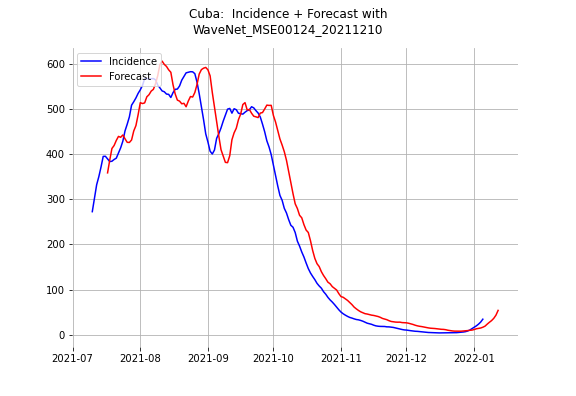 Cuba:  Incidence + Forecast with
WaveNet_MSE00124_20211210
Incidence
Forecast
600
500
400
300
200
100
0
2021-07 2021-08 2021-09 2021-10 2021-11 2021-12 2022-01